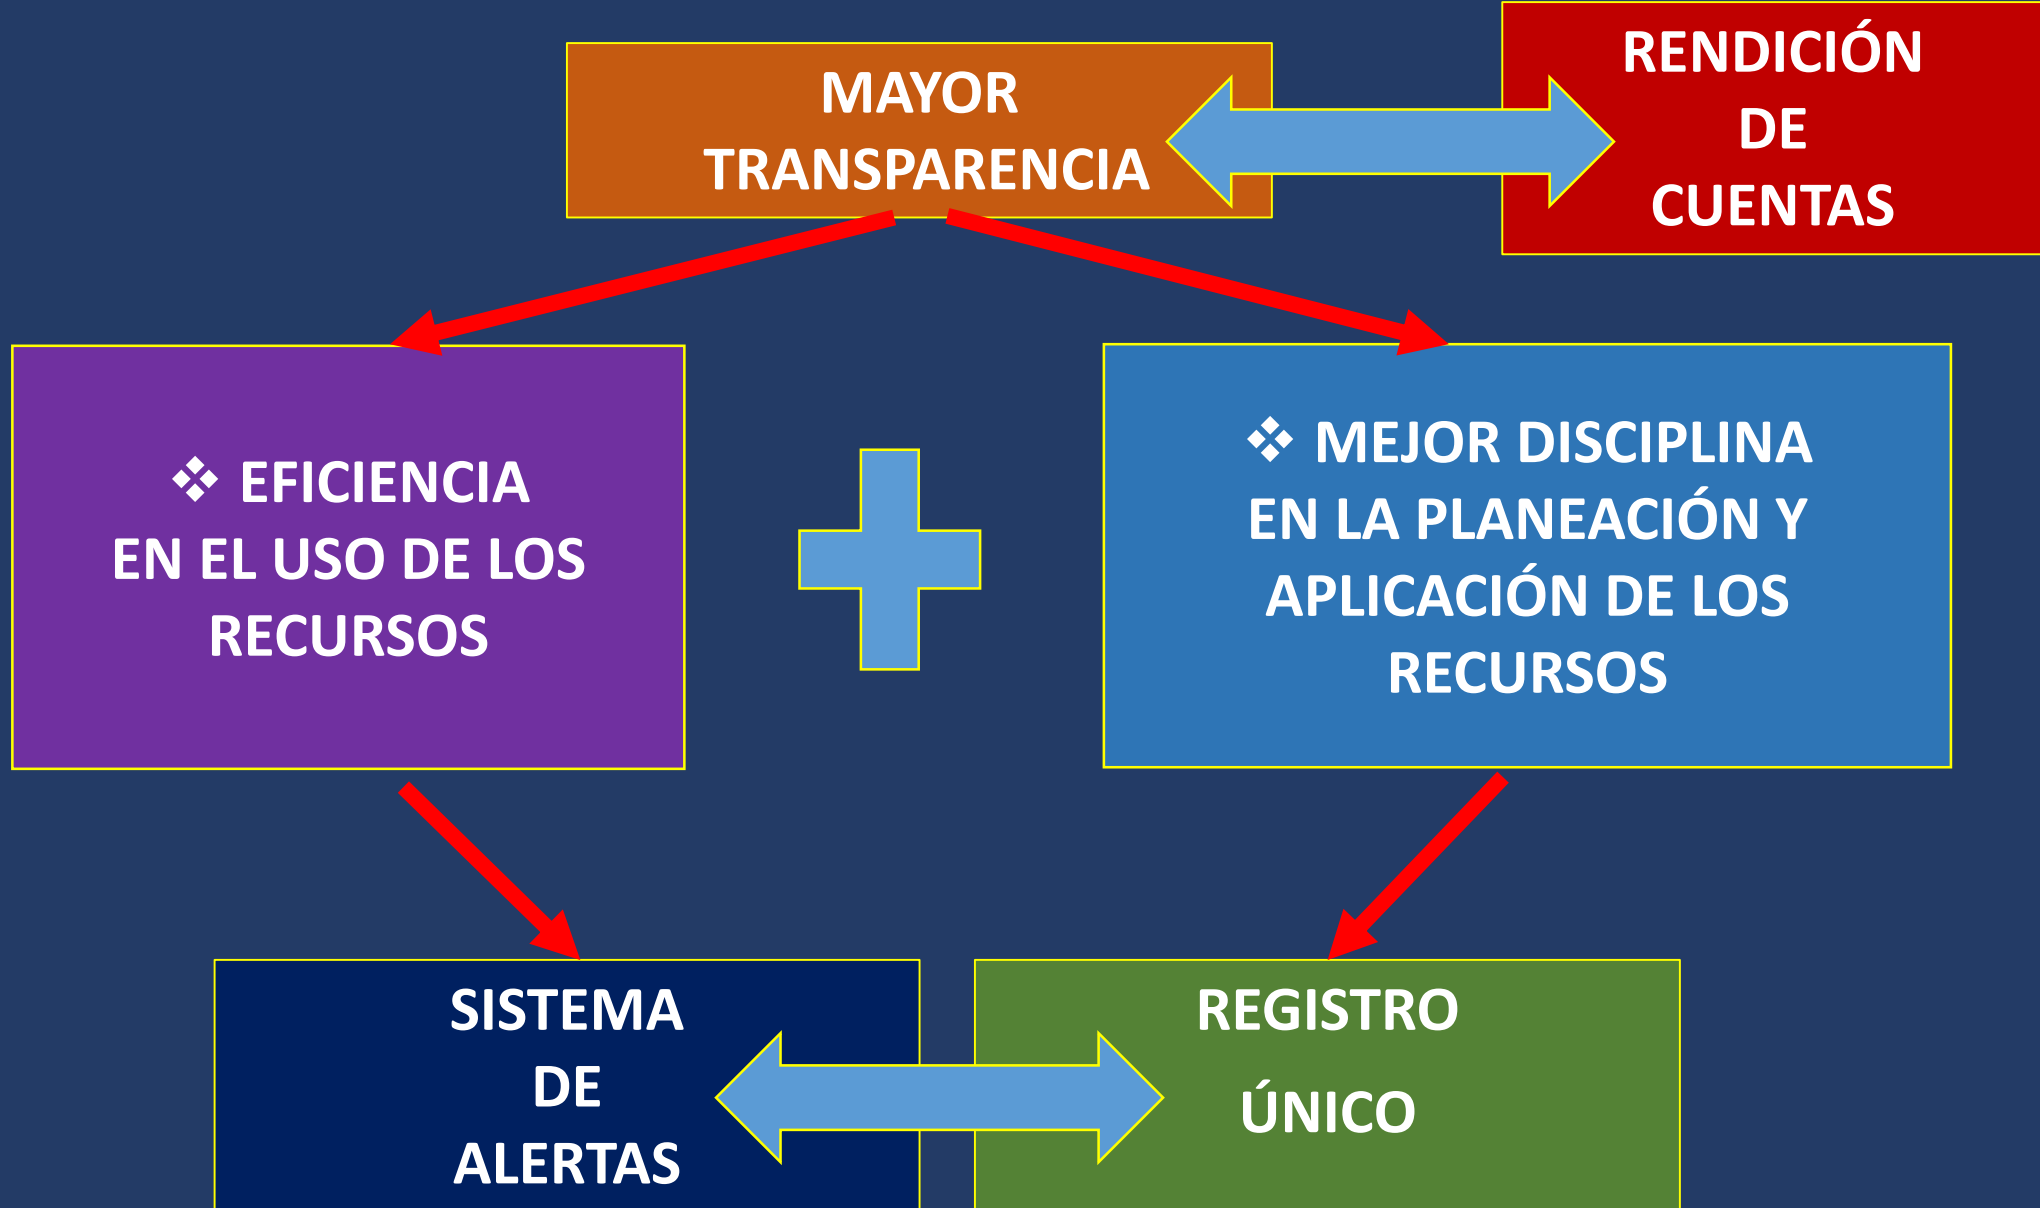 MAYOR
TRANSPARENCIA
RENDICIÓN
DE
CUENTAS
❖ EFICIENCIA
EN EL USO DE LOS
RECURSOS
❖ MEJOR DISCIPLINA
EN LA PLANEACIÓN Y
APLICACIÓN DE LOS
RECURSOS
SISTEMA
DE
ALERTAS
REGISTRO
ÚNICO